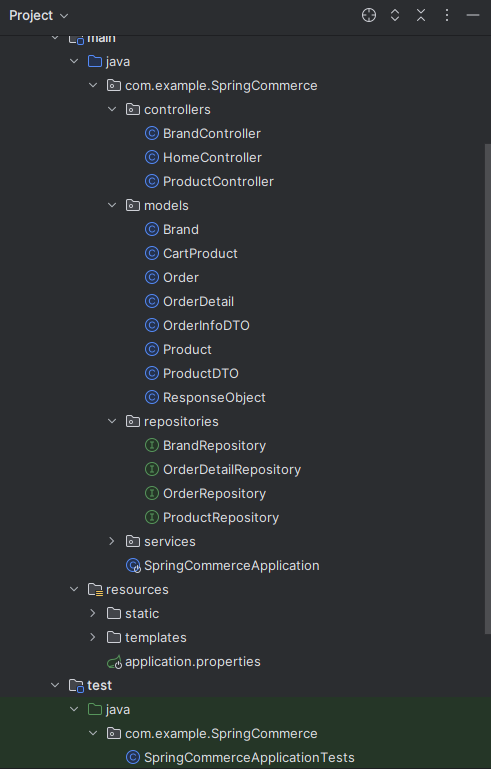 Project
main
java
com.example.SpringCommerce
controllers
BrandController
HomeController
ProductController
models
Brand
CartProduct
Order
OrderDetail
OrderInfoDTO
Product
ProductDTO
ResponseObject
repositories
BrandRepository
OrderDetailRepository
OrderRepository
ProductRepository
services
SpringCommerceApplication
resources
static
templates
application.properties
test
java
com.example.SpringCommerce
SpringCommerceApplicationTests